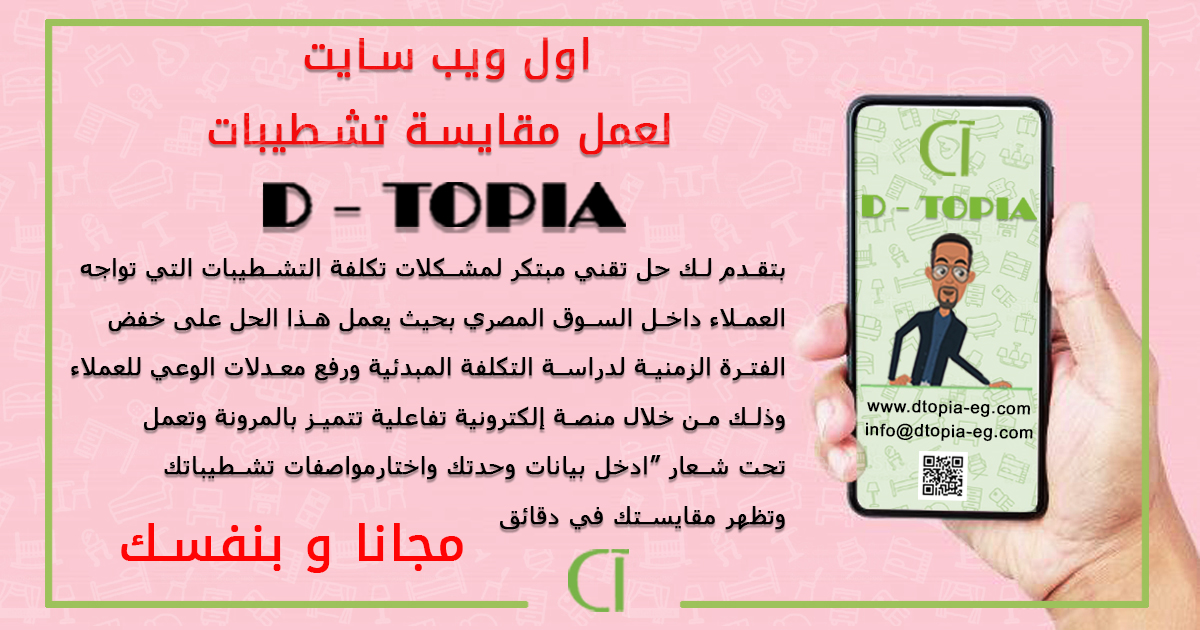 اول ويب سايت
لعمل مقايسة تشطيبات
D - TOPIA
بتقدم لك حل تقني مبتكر لمشكلات تكلفة التشطيبات التي تواجه
العملاء داخل السوق المصري بحيث يعمل هذا الحل على خفض
الفترة الزمنية لدراسة التكلفة المبدئية ورفع معدلات الوعي للعملاء
وذلك من خلال منصة إلكترونية تفاعلية تتميز بالمرونة وتعمل
تحت شعار "ادخل بيانات وحدتك واختارمواصفات تشطيباتك
وتظهر مقايستك في دقائق
مجانا و بنفسك
D - TOPIA
www.dtopia-eg.com
info@dtopia-eg.com